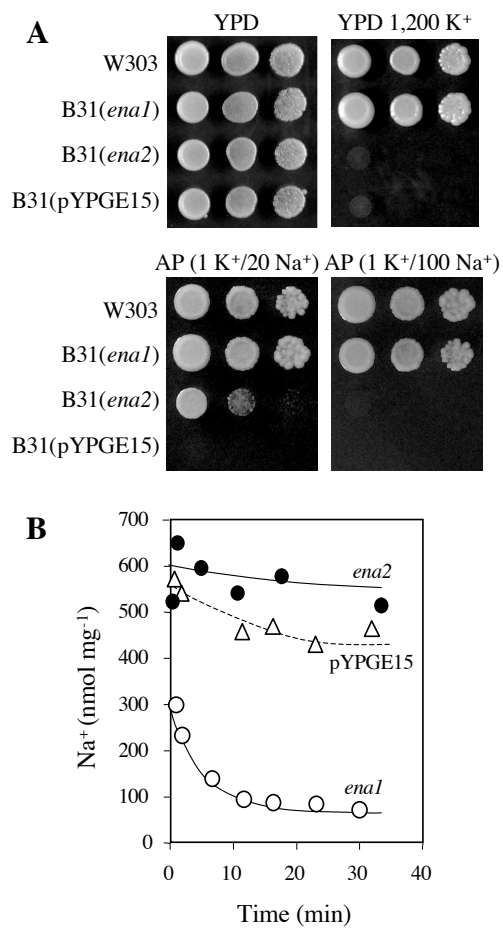 A
YPD
YPD 1,200 K⁺
W303
B31(ena1)
B31(ena2)
B31(pYPGE15)
AP (1 K⁺/20 Na⁺)
AP (1 K⁺/100 Na⁺)
W303
B31(ena1)
B31(ena2)
B31(pYPGE15)
B
Na⁺ (nmol mg⁻¹)
700
600
500
400
300
200
100
0
ena2
pYPGE15
ena1
0 10 20 30 40
Time (min)